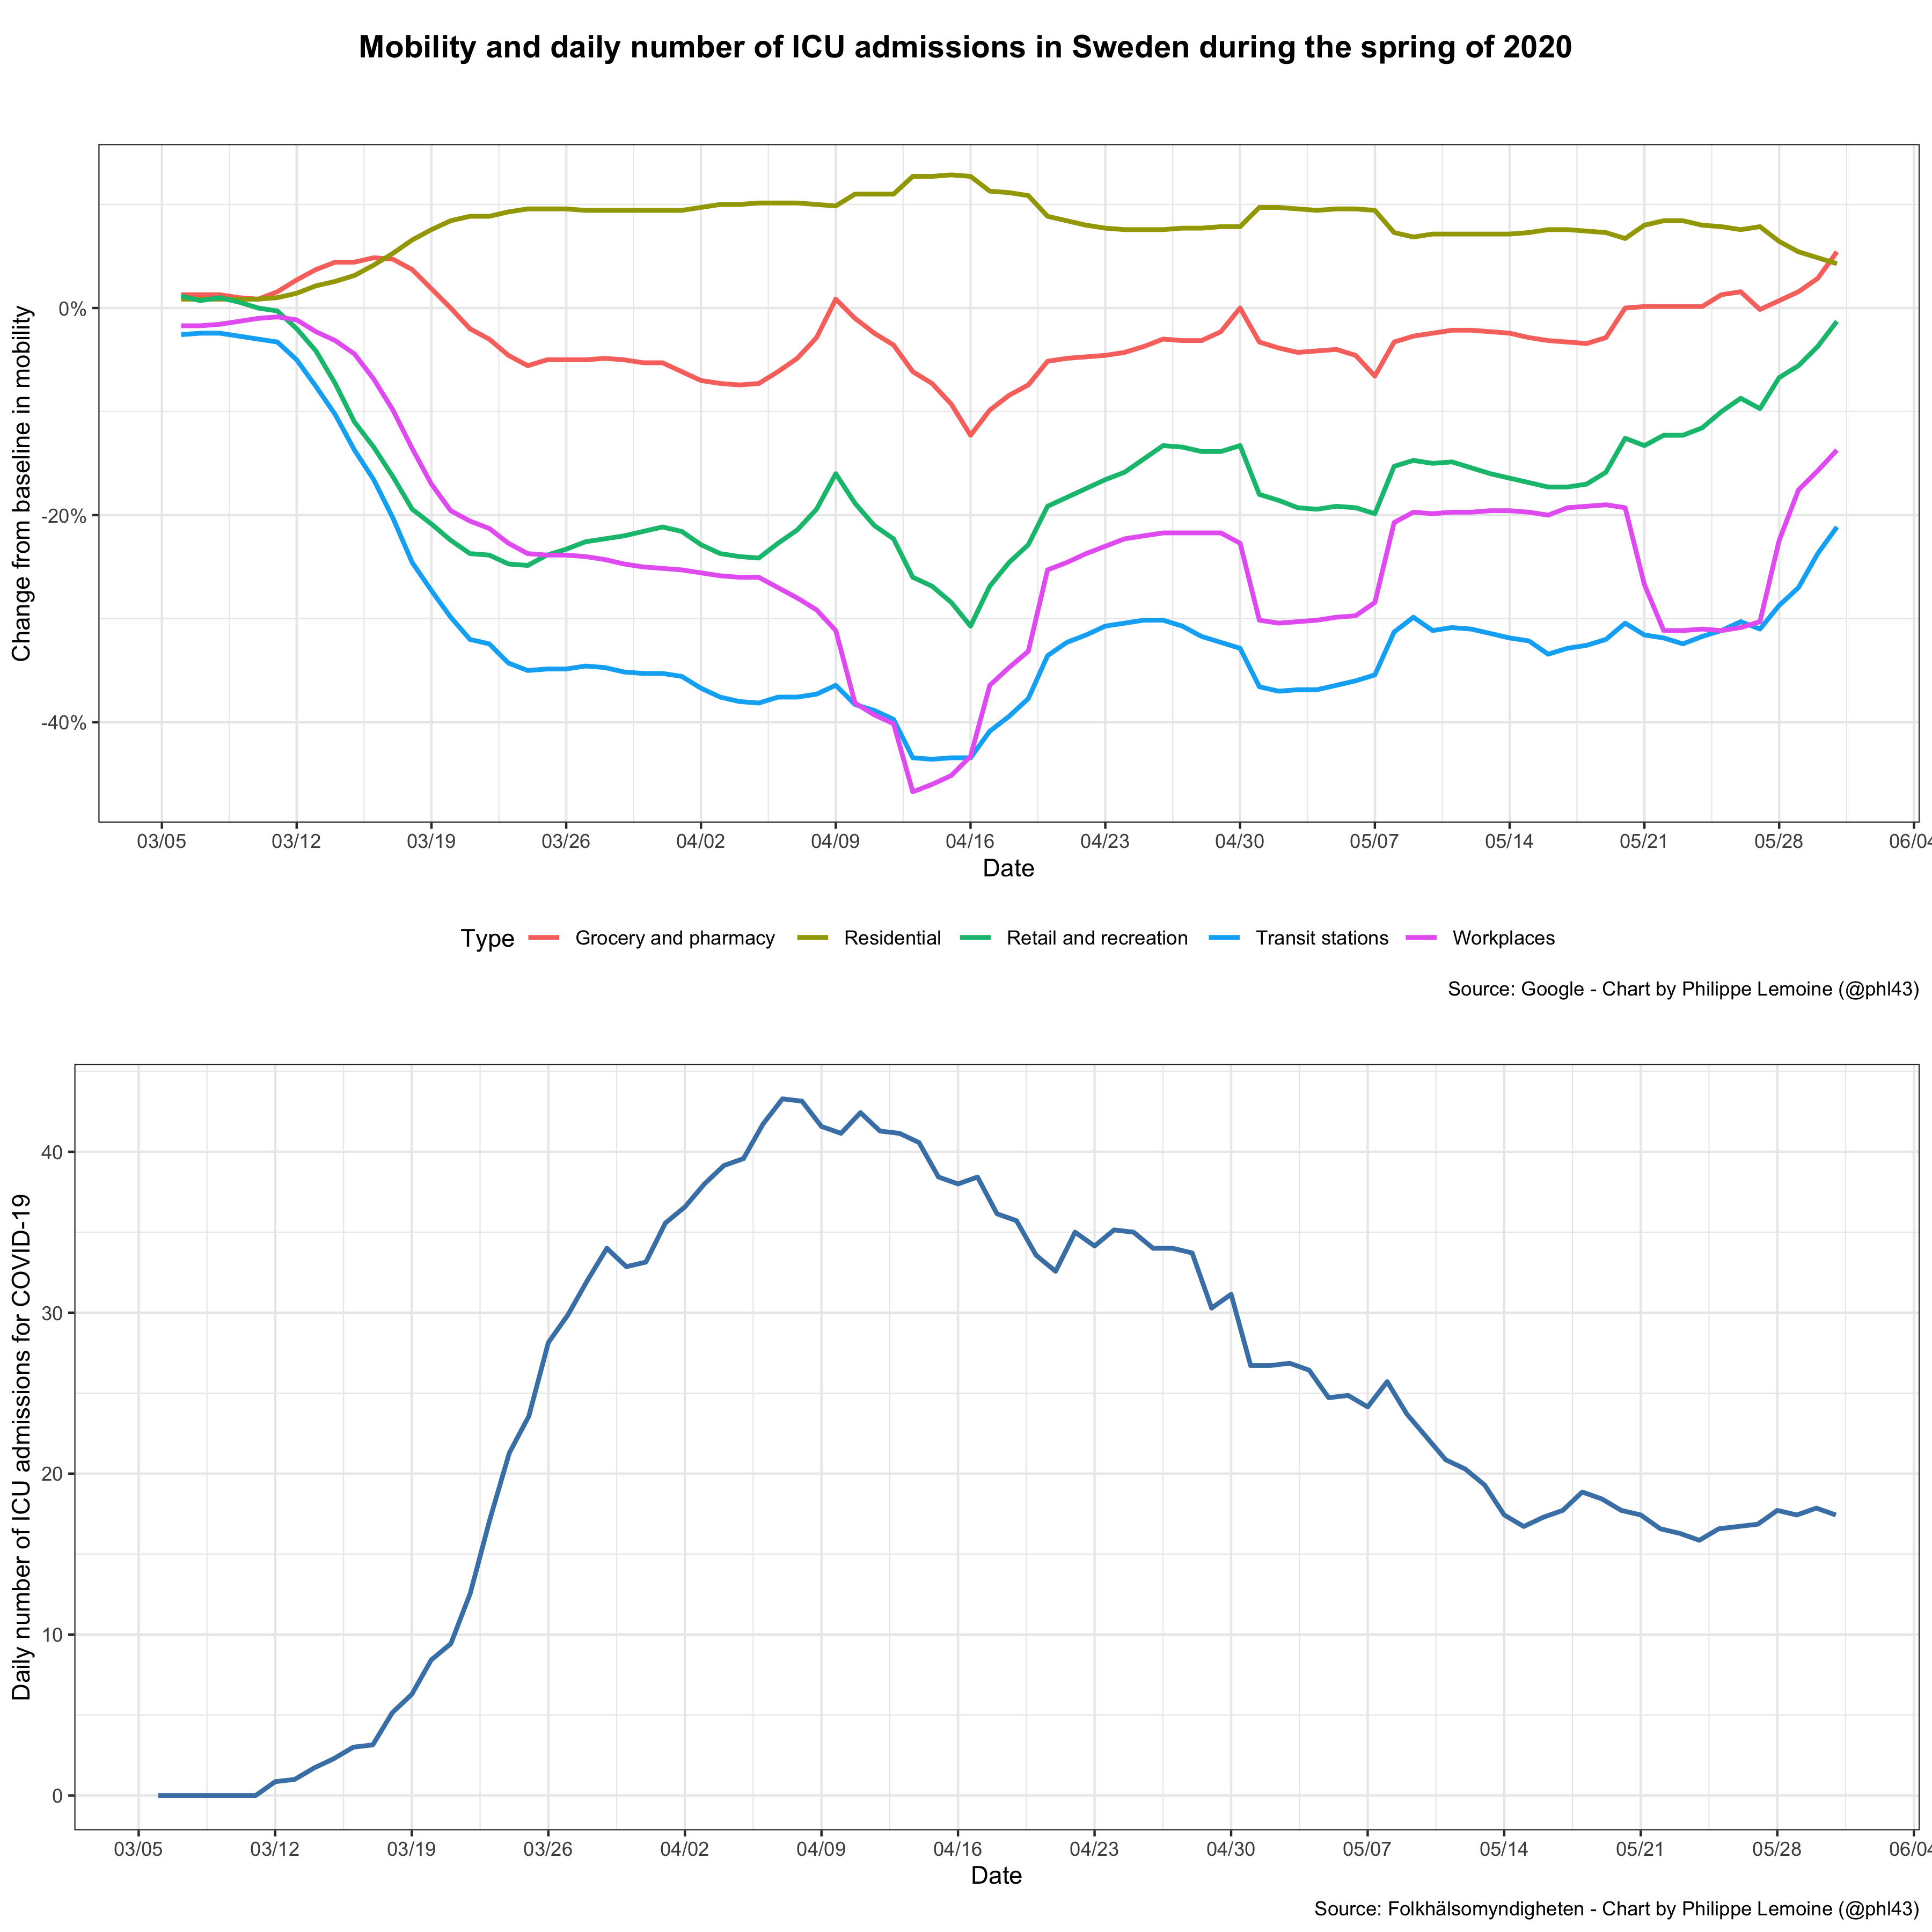 Mobility and daily number of ICU admissions in Sweden during the spring of 2020
Change from baseline in mobility
0%
-20%
-40%
03/05 03/12 03/19 03/26 04/02 04/09 04/16 04/23 04/30 05/07 05/14 05/21 05/28 06/04
Date
Type Grocery and pharmacy Residential Retail and recreation Transit stations Workplaces
Source: Google - Chart by Philippe Lemoine (@phl43)
Daily number of ICU admissions for COVID-19
40
30
20
10
0
03/05 03/12 03/19 03/26 04/02 04/09 04/16 04/23 04/30 05/07 05/14 05/21 05/28 06/04
Date
Source: Folkhälsomyndigheten - Chart by Philippe Lemoine (@phl43)